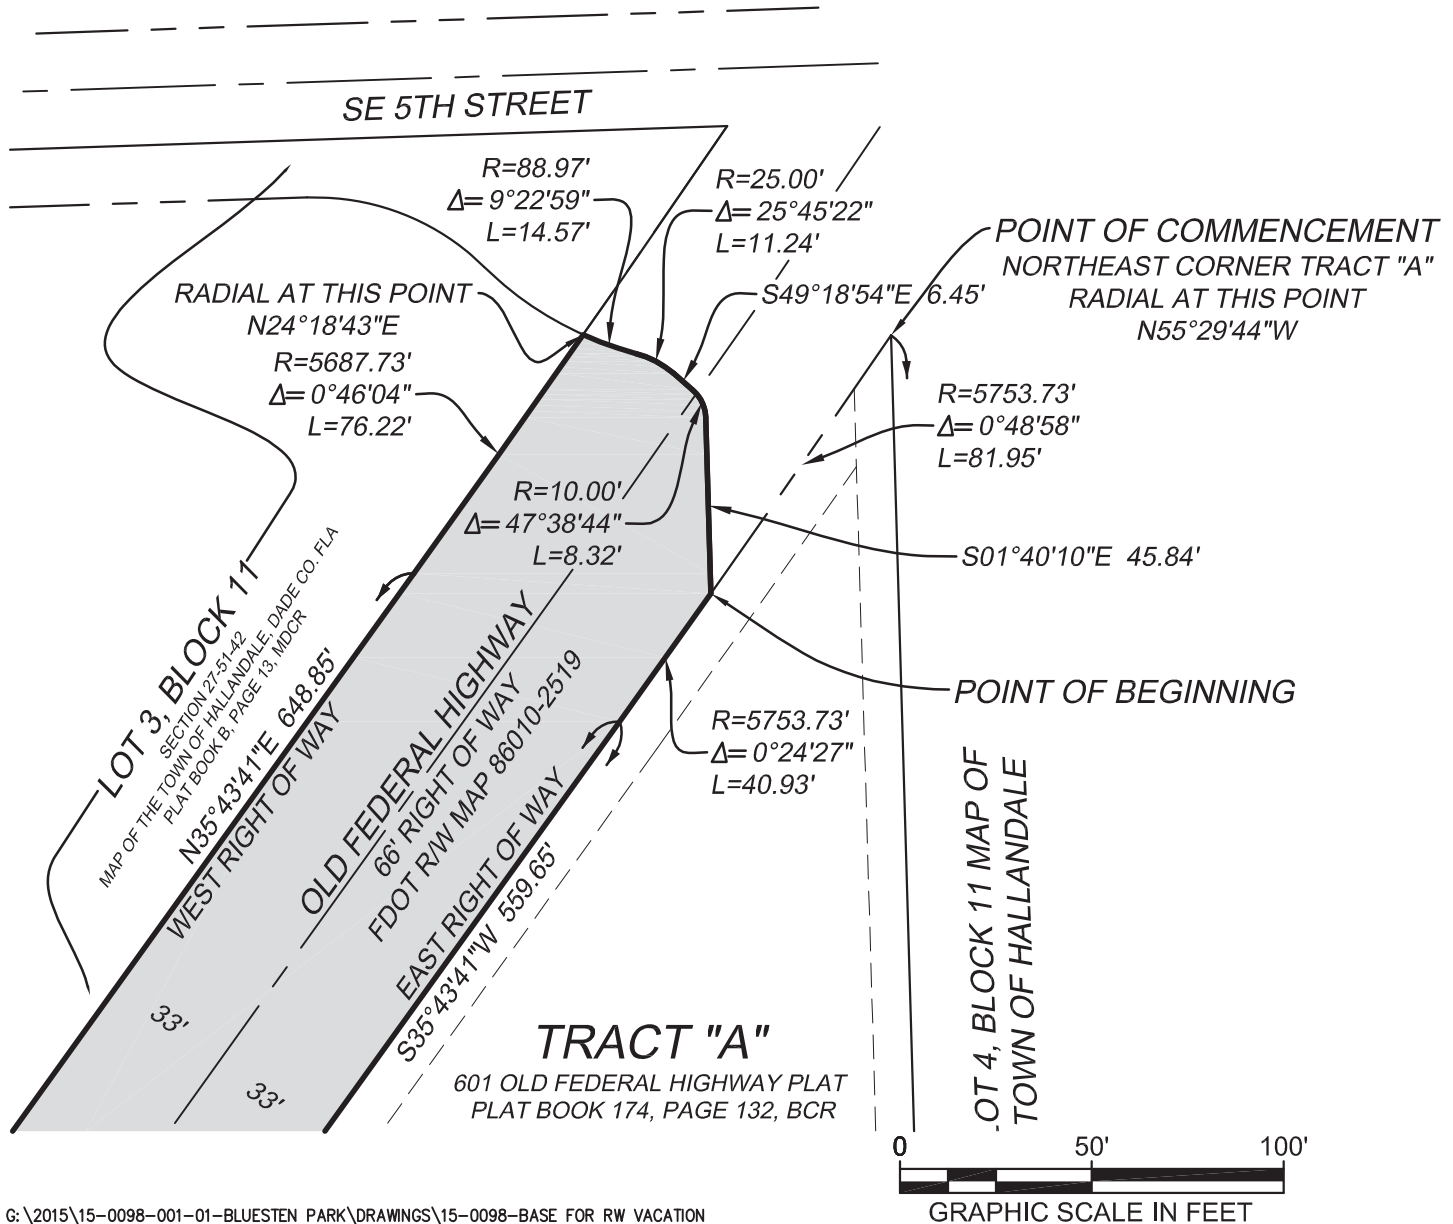 SE 5TH STREET
R=88.97'
Δ= 9°22'59"
L=14.57'
R=25.00'
Δ= 25°45'22"
L=11.24'
POINT OF COMMENCEMENT
NORTHEAST CORNER TRACT "A"
RADIAL AT THIS POINT
N55°29'44"W
S49°18'54"E 6.45'
RADIAL AT THIS POINT
N24°18'43"E
R=5687.73'
Δ= 0°46'04"
L=76.22'
R=5753.73'
Δ= 0°48'58"
L=81.95'
R=10.00'
Δ= 47°38'44"
L=8.32'
S01°40'10"E 45.84'
LOT 3, BLOCK 11
SECTION 27-51-42
MAP OF THE TOWN OF HALLANDALE, DADE CO. FLA
PLAT BOOK B, PAGE 13, MDCR
N35°43'41"E 648.85'
WEST RIGHT OF WAY
OLD FEDERAL HIGHWAY
66' RIGHT OF WAY
FDOT R/W MAP 86010-2519
EAST RIGHT OF WAY
S35°43'41"W 559.65'
POINT OF BEGINNING
R=5753.73'
Δ= 0°24'27"
L=40.93'
33'
33'
TRACT "A"
601 OLD FEDERAL HIGHWAY PLAT
PLAT BOOK 174, PAGE 132, BCR
LOT 4, BLOCK 11 MAP OF
TOWN OF HALLANDALE
0 50' 100'
GRAPHIC SCALE IN FEET
G:\2015\15-0098-001-01-BLUESTEN PARK\DRAWINGS\15-0098-BASE FOR RW VACATION